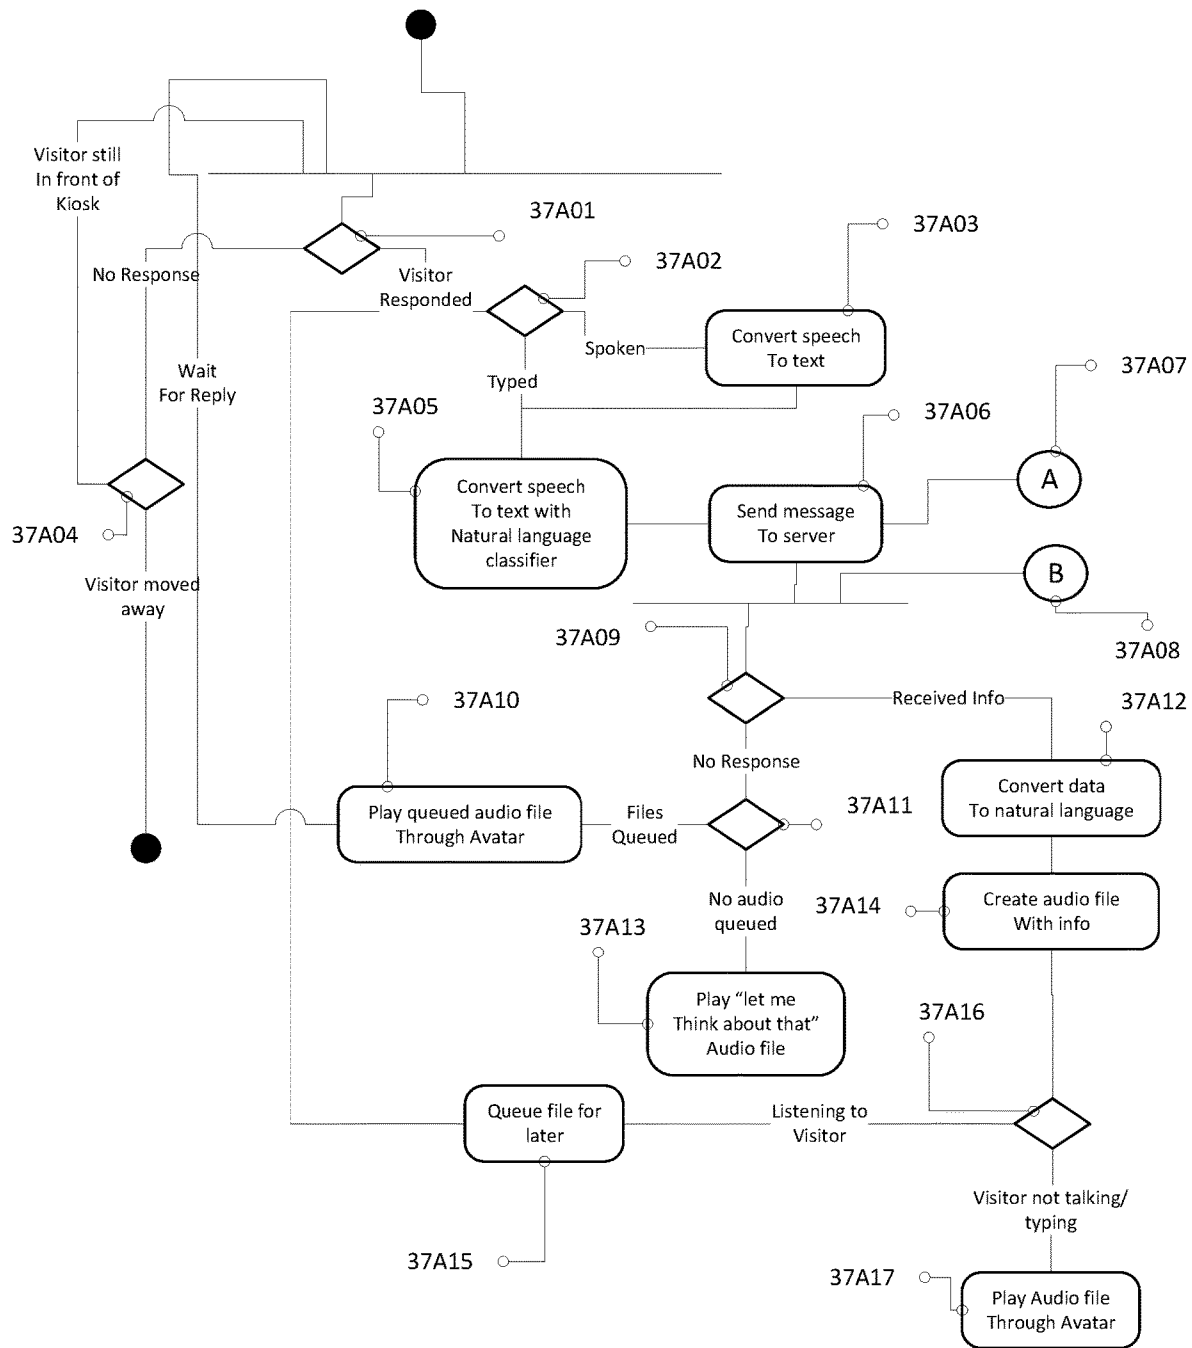 Visitor still
In front of
Kiosk
37A01
37A03
No Response
Visitor
Responded
37A02
Convert speech
To text
Spoken
Typed
Wait
For Reply
37A07
37A05
37A06
A
Convert speech
To text with
Natural language
classifier
Send message
To server
37A04
Visitor moved
away
B
37A09
37A08
37A10
Received Info
37A12
No Response
Convert data
To natural language
Play queued audio file
Through Avatar
Files
Queued
37A11
No audio
queued
37A14
Create audio file
With info
37A13
Play “let me
Think about that”
Audio file
37A16
Queue file for
later
Listening to
Visitor
Visitor not talking/
typing
37A15
37A17
Play Audio file
Through Avatar